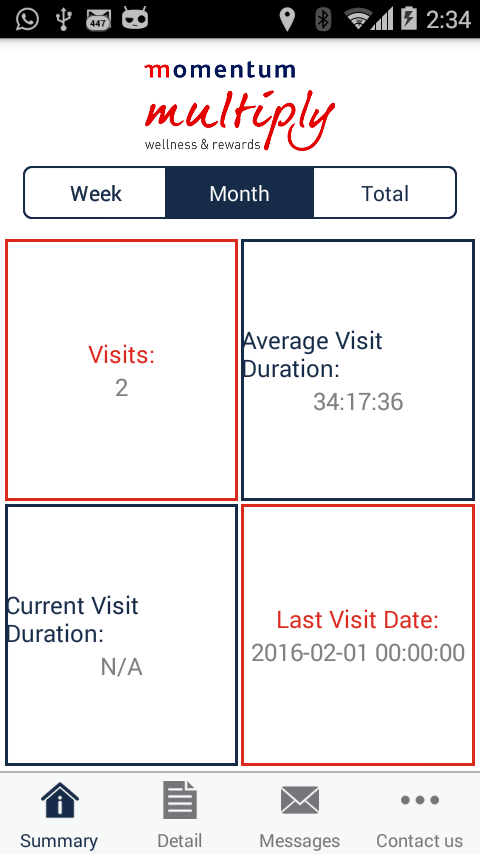 447
2:34
momentum
multiply
wellness & rewards
Week Month Total
Visits:
2
Average Visit
Duration:
34:17:36
Current Visit
Duration:
N/A
Last Visit Date:
2016-02-01 00:00:00
Summary Detail Messages Contact us